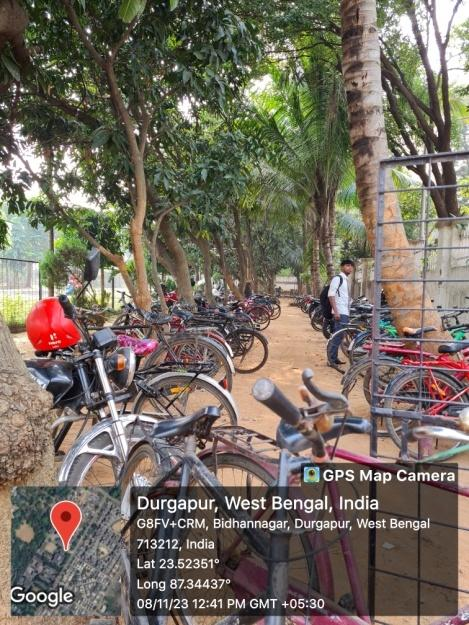 GPS Map Camera
Durgapur, West Bengal, India
G8FV+CRM, Bidhannagar, Durgapur, West Bengal
713212, India
Lat 23.52351°
Long 87.34437°
08/11/23 12:41 PM GMT +05:30
Google